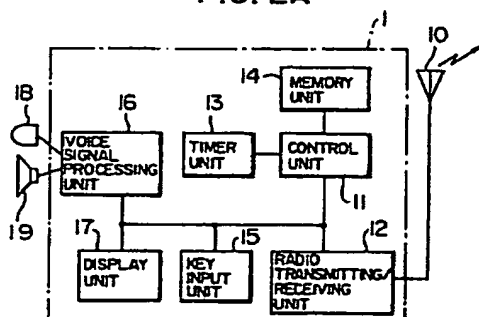 FIG. 2A
1
10
14
MEMORY
UNIT
18
16
13
VOICE
SIGNAL
PROCESSING
UNIT
TIMER
UNIT
CONTROL
UNIT
19
11
17
15
12
DISPLAY
UNIT
KEY
INPUT
UNIT
RADIO
TRANSMITTING
RECEIVING
UNIT